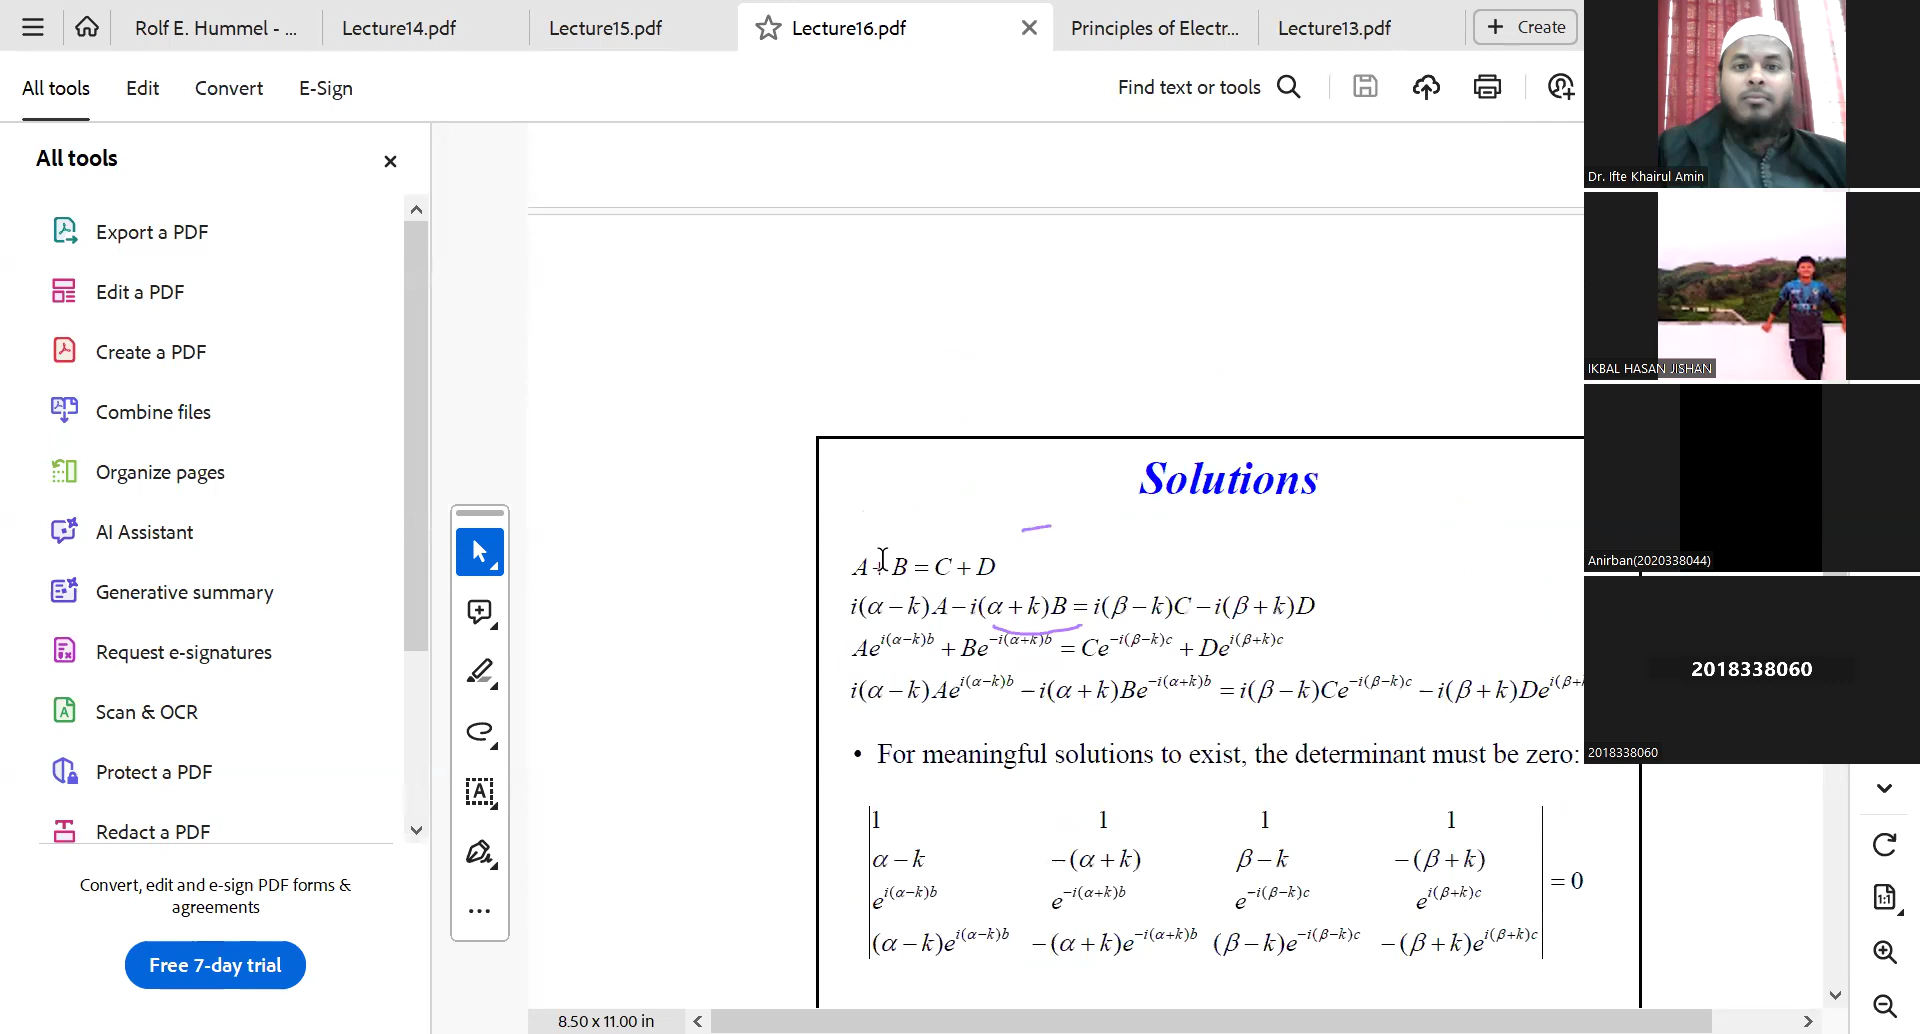 Rolf E. Hummel - ...
Lecture14.pdf
Lecture15.pdf
Lecture16.pdf
Principles of Electr...
Lecture13.pdf
+ Create
All tools
Edit
Convert
E-Sign
Find text or tools
All tools
Export a PDF
Edit a PDF
Create a PDF
Combine files
Organize pages
AI Assistant
Generative summary
Request e-signatures
Scan & OCR
Protect a PDF
Redact a PDF
Convert, edit and e-sign PDF forms &
agreements
Free 7-day trial
Solutions
A + B = C + D
i(α − k)A − i(α + k)B = i(β − k)C − i(β + k)D
Ae^{i(α−k)b} + Be^{−i(α+k)b} = Ce^{−i(β−k)c} + De^{i(β+k)c}
i(α − k)Ae^{i(α−k)b} − i(α + k)Be^{−i(α+k)b} = i(β − k)Ce^{−i(β−k)c} − i(β + k)De^{i(β+
• For meaningful solutions to exist, the determinant must be zero:
1 1 1 1
α − k −(α + k) β − k −(β + k)
e^{i(α−k)b} e^{−i(α+k)b} e^{−i(β−k)c} e^{i(β+k)c}
= 0
(α − k)e^{i(α−k)b} −(α + k)e^{−i(α+k)b} (β − k)e^{−i(β−k)c} −(β + k)e^{i(β+k)c}
8.50 x 11.00 in
1:1
Dr. Ifte Khairul Amin
IKBAL HASAN JISHAN
Anirban(2020338044)
2018338060
2018338060